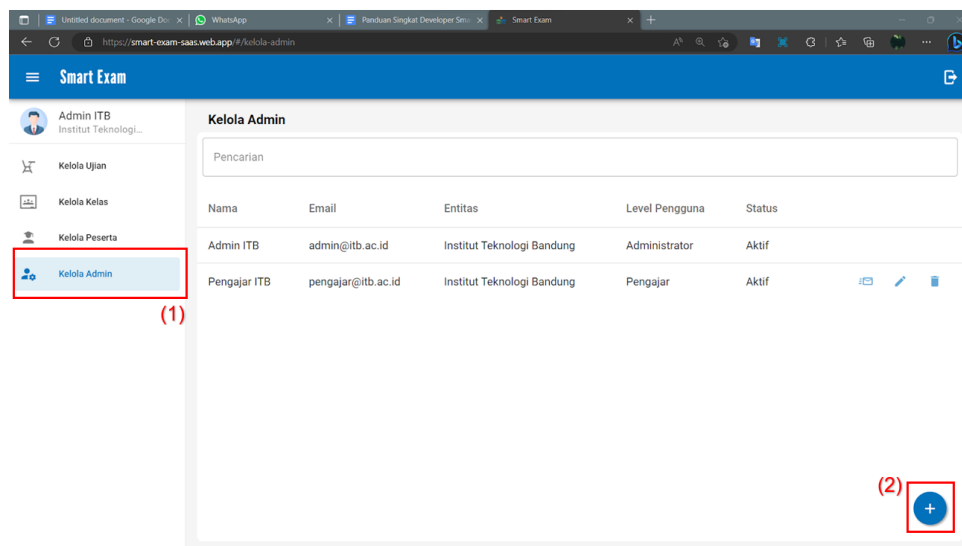 Untitled document - Google Do
WhatsApp
Panduan Singkat Developer Sma
Smart Exam
https://smart-exam-saas.web.app/#/kelola-admin
Smart Exam
Admin ITB
Institut Teknologi...
Kelola Ujian
Kelola Kelas
Kelola Peserta
Kelola Admin
(1)
Kelola Admin
Pencarian
Nama Email Entitas Level Pengguna Status
Admin ITB admin@itb.ac.id Institut Teknologi Bandung Administrator Aktif
Pengajar ITB pengajar@itb.ac.id Institut Teknologi Bandung Pengajar Aktif
(2)
+